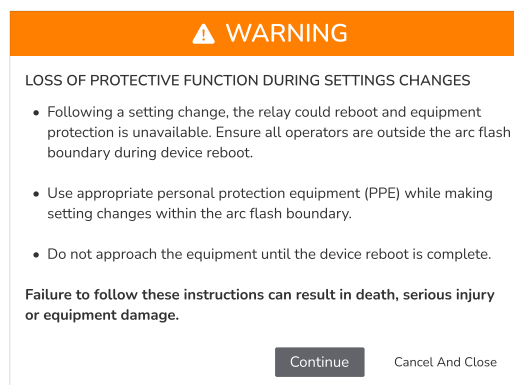 WARNING
LOSS OF PROTECTIVE FUNCTION DURING SETTINGS CHANGES
• Following a setting change, the relay could reboot and equipment
protection is unavailable. Ensure all operators are outside the arc flash
boundary during device reboot.
• Use appropriate personal protection equipment (PPE) while making
setting changes within the arc flash boundary.
• Do not approach the equipment until the device reboot is complete.
Failure to follow these instructions can result in death, serious injury
or equipment damage.
Continue Cancel And Close